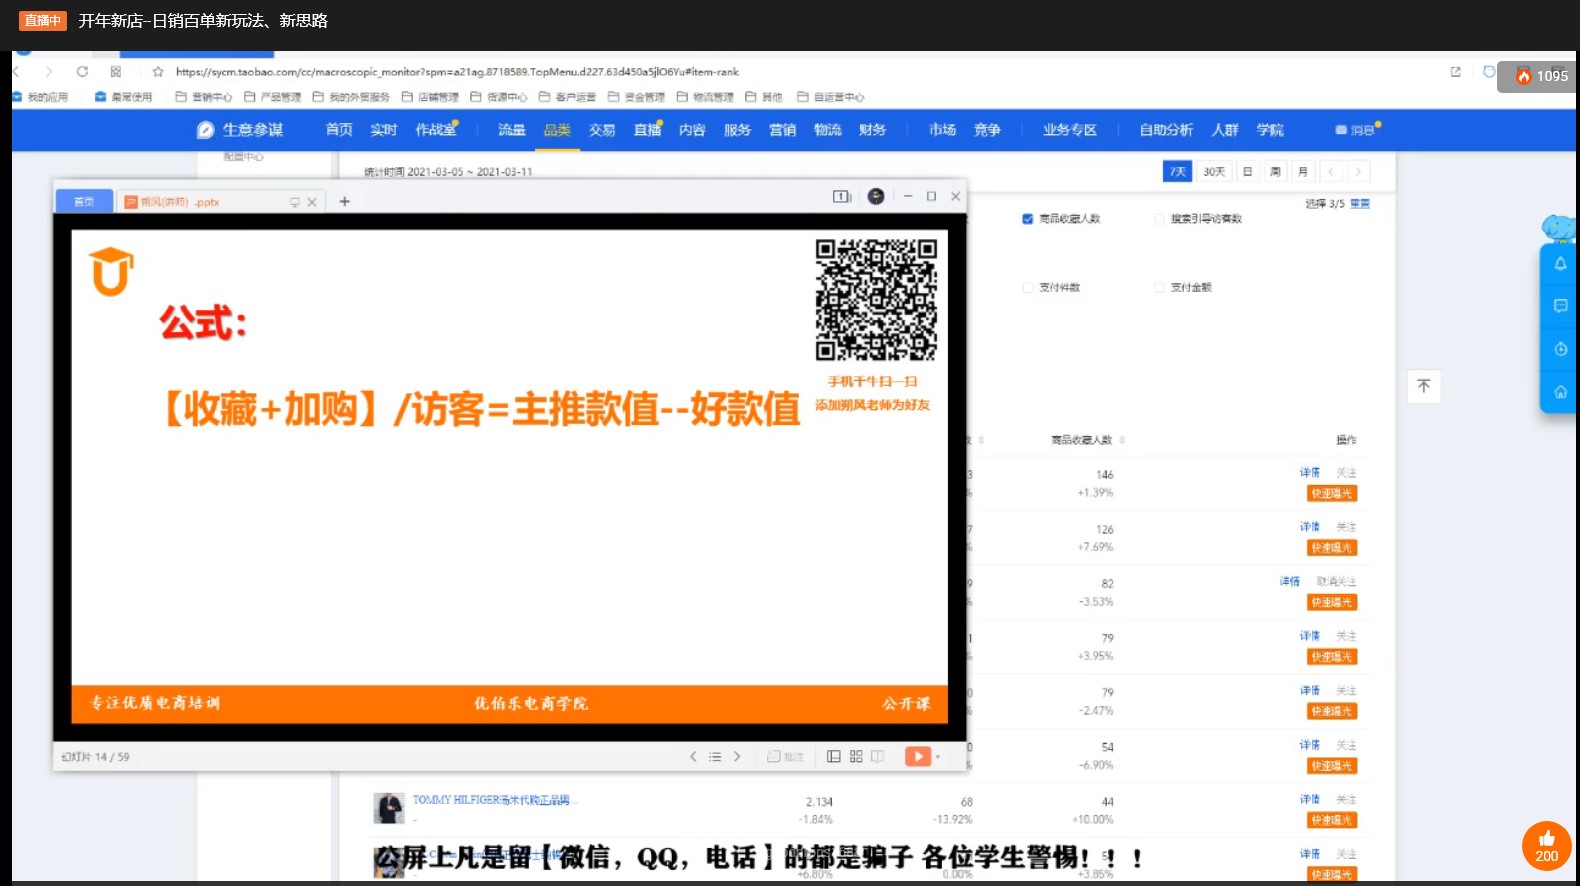 直播中 开年新店--日销百单新玩法、新思路
https://sycm.taobao.com/cc/macroscopic_monitor?spm=a21ag.8718589.TopMenu.d227.63d450a5jlO6Yu#item-rank
1095
我的应用 最常使用 营销中心 产品管理 我的外贸服务 店铺管理 货源中心 客户运营 资金管理 物流管理 其他 自运营中心
生意参谋 首页 实时 作战室 流量 品类 交易 直播 内容 服务 营销 物流 财务 市场 竞争 业务专区 自助分析 人群 学院 消息
配置中心
统计时间 2021-03-05 ~ 2021-03-11
7天 30天 日 周 月
选择 3/5 重置
首页 朔风(讲师) .pptx
商品收藏人数 搜索引导访客数
支付件数 支付金额
公式：
【收藏+加购】/访客=主推款值--好款值
手机千牛扫一扫
添加朔风老师为好友
专注优质电商培训 优伯乐电商学院 公开课
幻灯片 14 / 59
批注
商品收藏人数 操作
146 详情 关注
+1.39% 快速曝光
126 详情 关注
+7.69% 快速曝光
82 详情 取消关注
-3.53% 快速曝光
79 详情 关注
+3.95% 快速曝光
79 详情 关注
-2.47% 快速曝光
54 详情 关注
-6.90% 快速曝光
TOMMY HILFIGER汤米代购正品男... 2,134 68 44 详情 关注
- -1.84% -13.92% +10.00% 快速曝光
详情 关注
公屏上凡是留【微信，QQ，电话】的都是骗子 各位学生警惕！！！
+6.80% 0.00% +3.85% 快速曝光
200